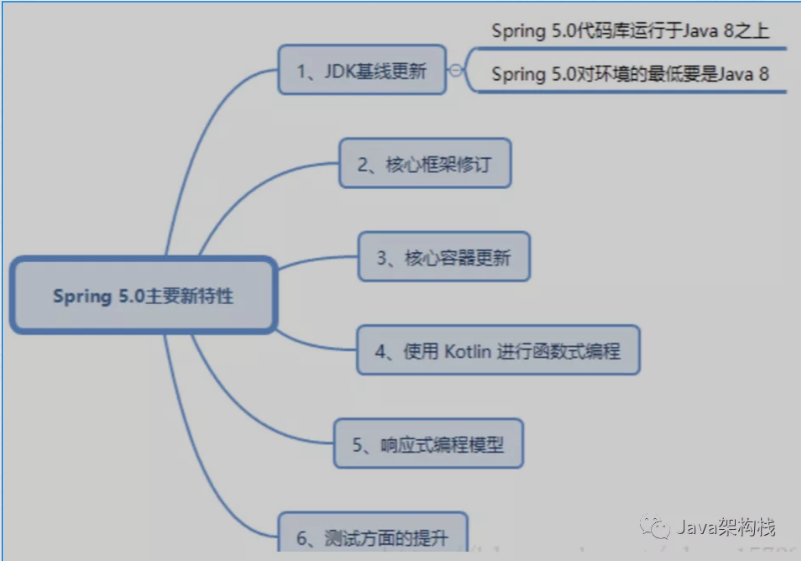 Spring 5.0代码库运行于Java 8之上
1、JDK基线更新
Spring 5.0对环境的最低要是Java 8
2、核心框架修订
3、核心容器更新
Spring 5.0主要新特性
4、使用 Kotlin 进行函数式编程
5、响应式编程模型
6、测试方面的提升
Java架构栈